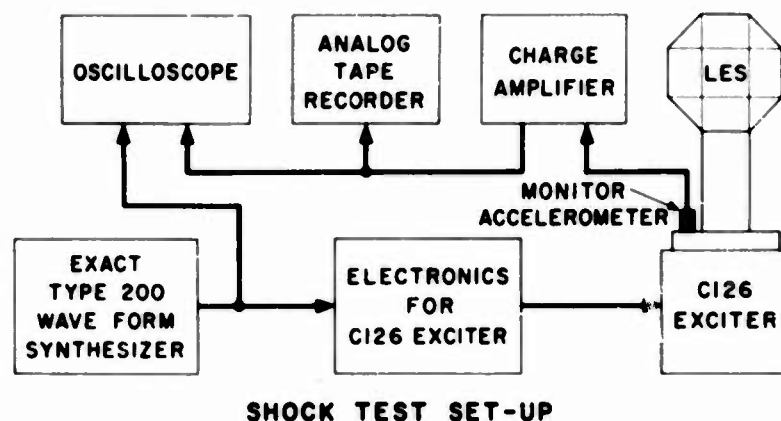 OSCILLOSCOPE
ANALOG
TAPE
RECORDER
CHARGE
AMPLIFIER
LES
MONITOR
ACCELEROMETER
EXACT
TYPE 200
WAVE FORM
SYNTHESIZER
ELECTRONICS
FOR
C126 EXCITER
C126
EXCITER
SHOCK TEST SET-UP